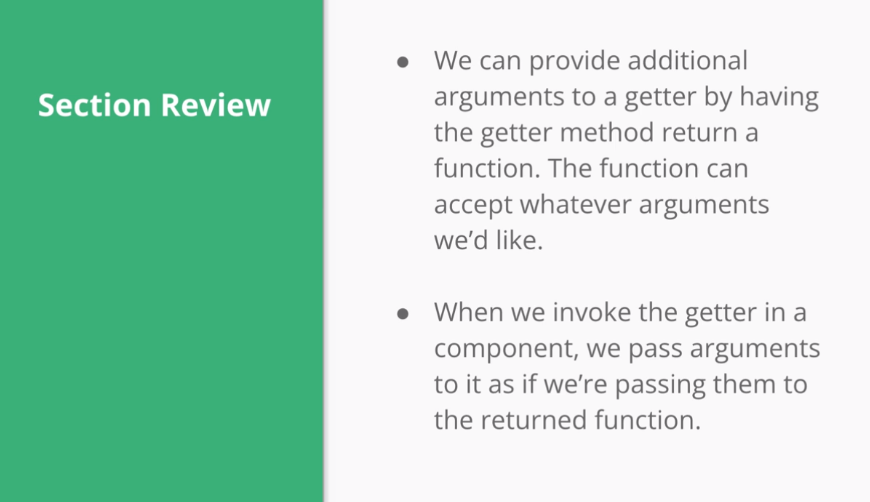 Section Review
● We can provide additional
arguments to a getter by having
the getter method return a
function. The function can
accept whatever arguments
we’d like.
● When we invoke the getter in a
component, we pass arguments
to it as if we’re passing them to
the returned function.